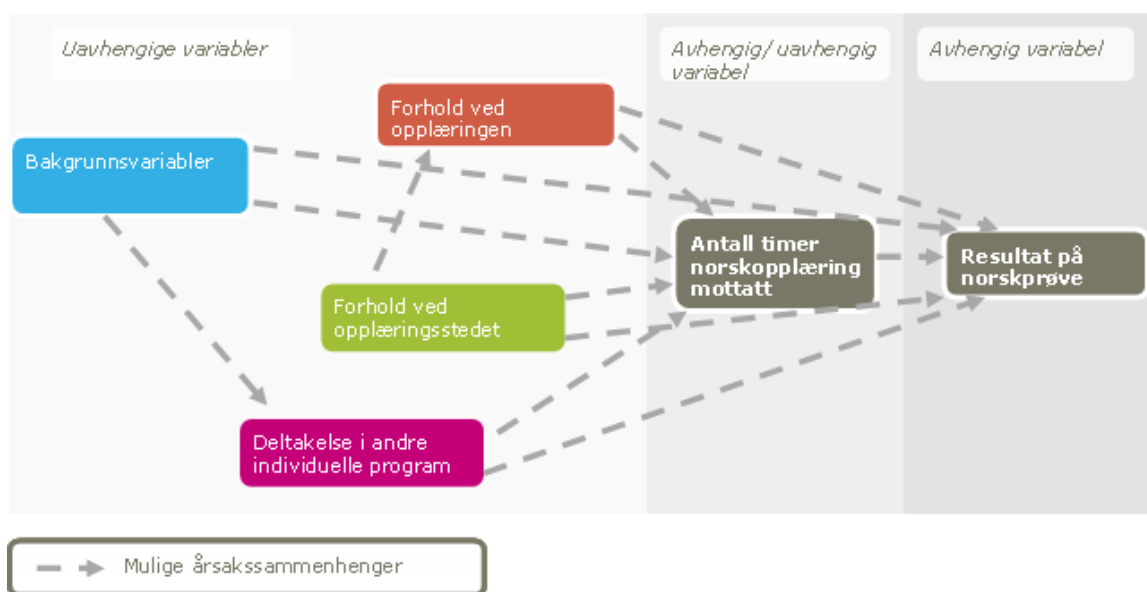 Uavhengige variabler
Avhengig/uavhengig
variabel
Avhengig variabel
Forhold ved
opplæringen
Bakgrunnsvariabler
Antall timer
norskopplæring
mottatt
Resultat på
norskprøve
Forhold ved
opplæringsstedet
Deltakelse i andre
individuelle program
Mulige årsakssammenhenger